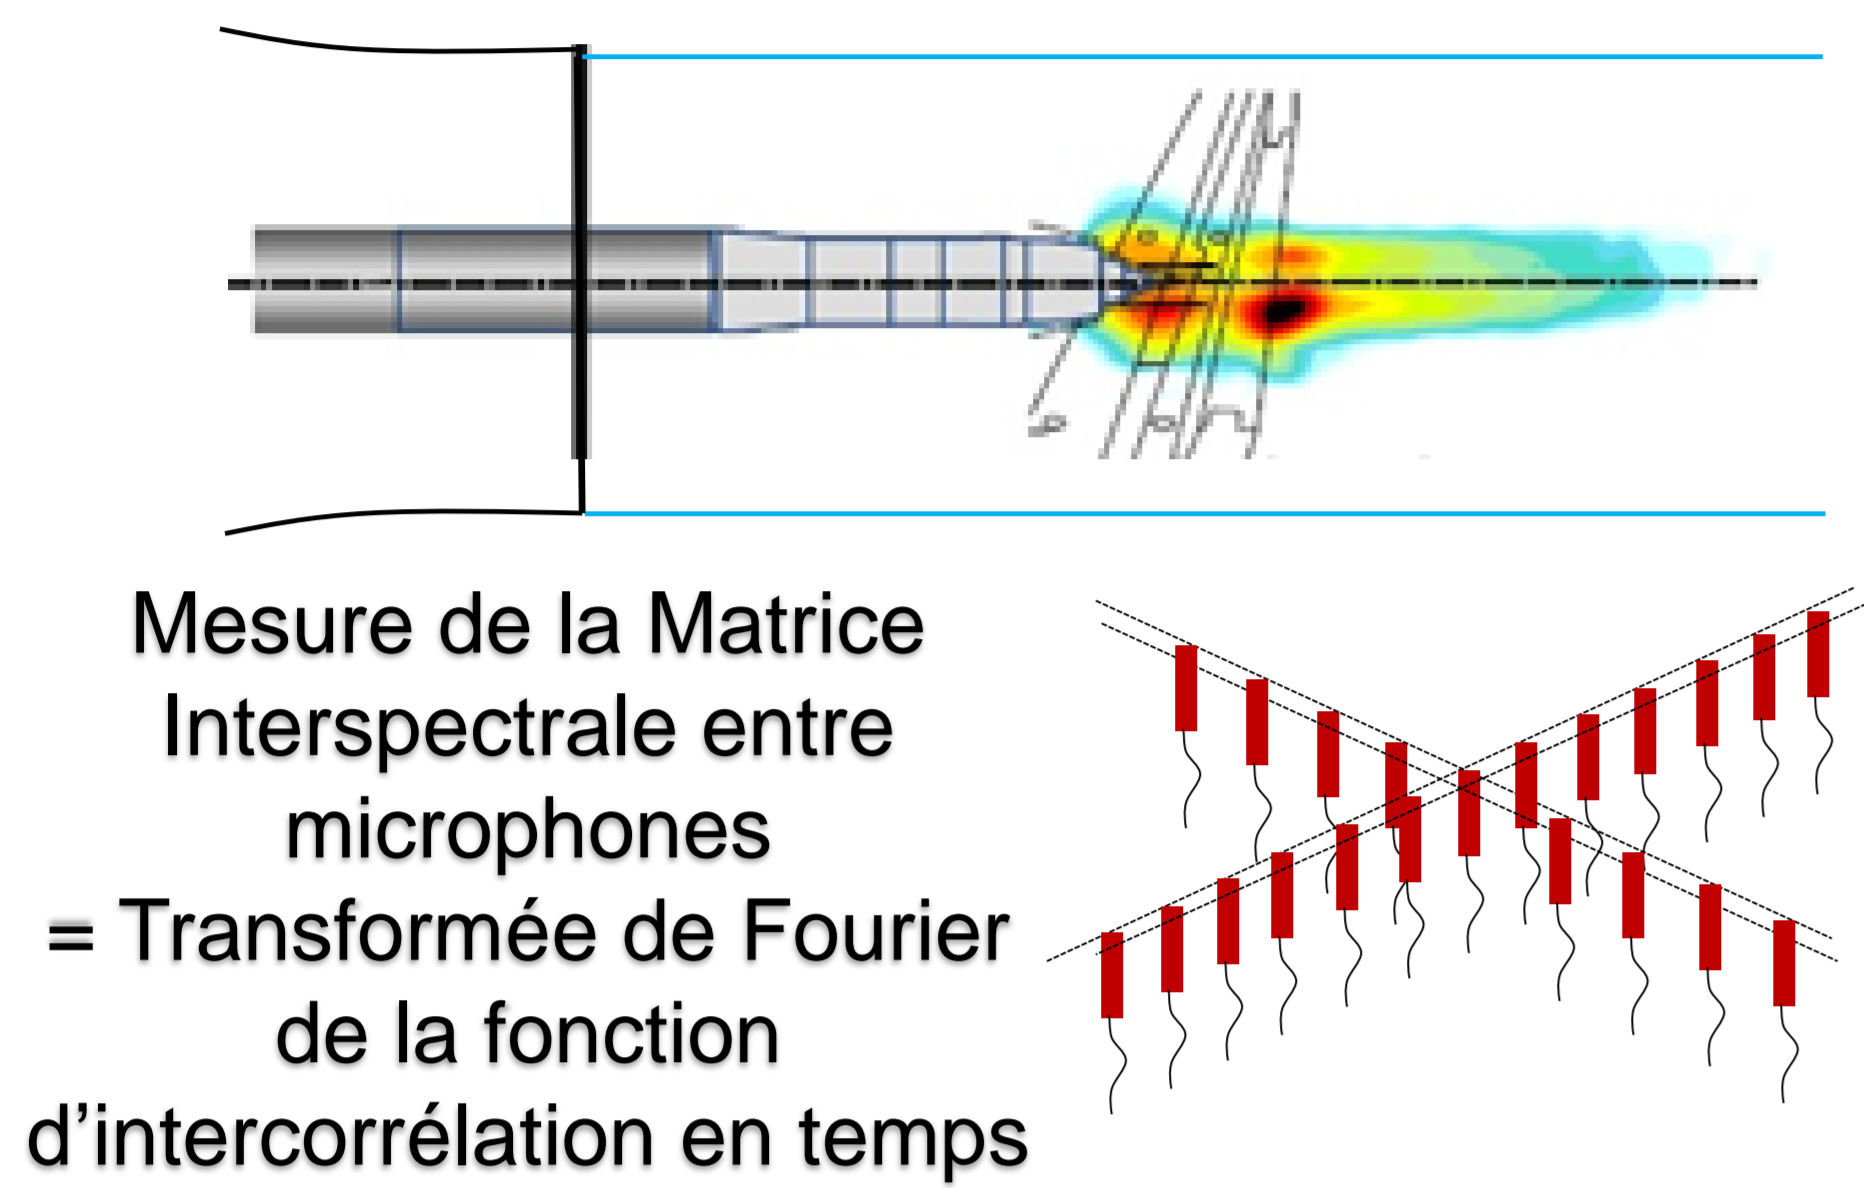 Mesure de la Matrice
Interspectrale entre
microphones
= Transformée de Fourier
de la fonction
d’intercorrélation en temps